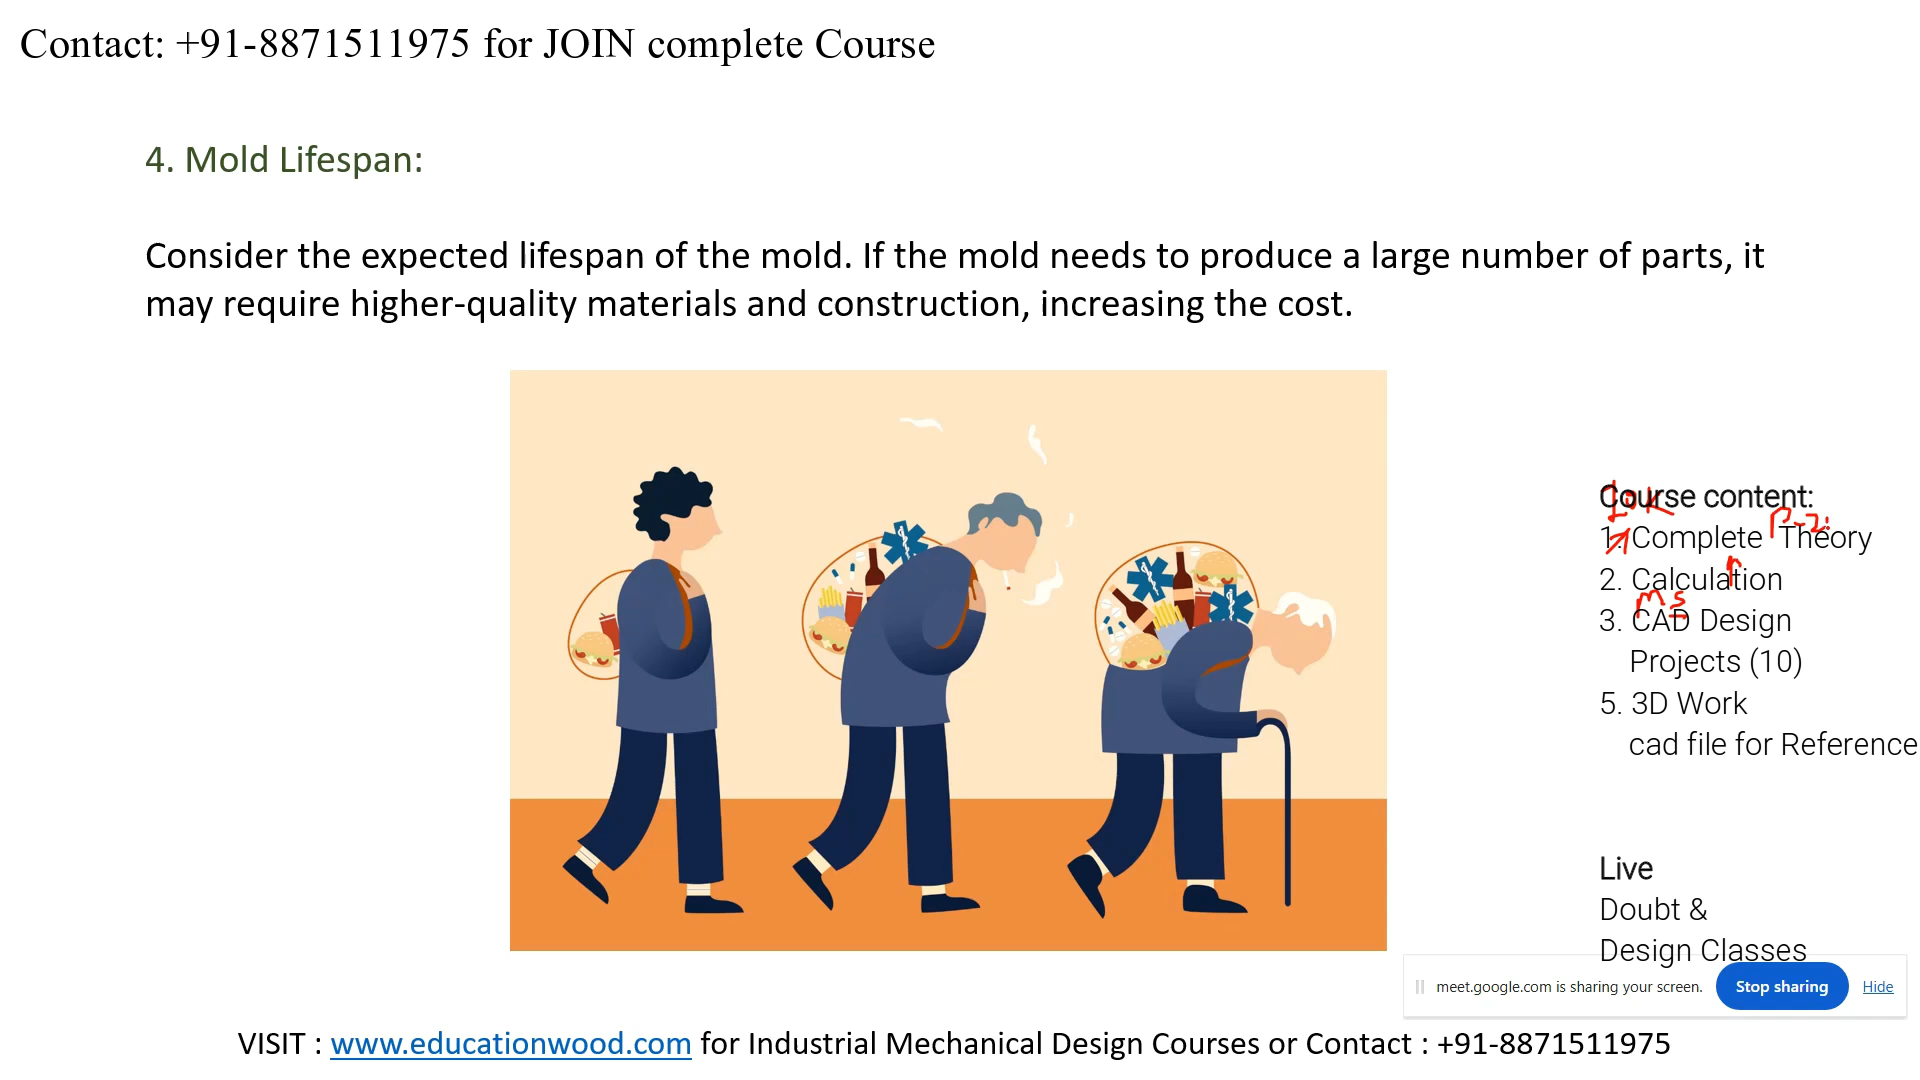 Contact: +91-8871511975 for JOIN complete Course
4. Mold Lifespan:
Consider the expected lifespan of the mold. If the mold needs to produce a large number of parts, it
may require higher-quality materials and construction, increasing the cost.
Course content:
1. Complete Theory
2. Calculation
3. CAD Design
Projects (10)
5. 3D Work
cad file for Reference
MS
Live
Doubt &
Design Classes
meet.google.com is sharing your screen. Stop sharing Hide
VISIT : www.educationwood.com for Industrial Mechanical Design Courses or Contact : +91-8871511975